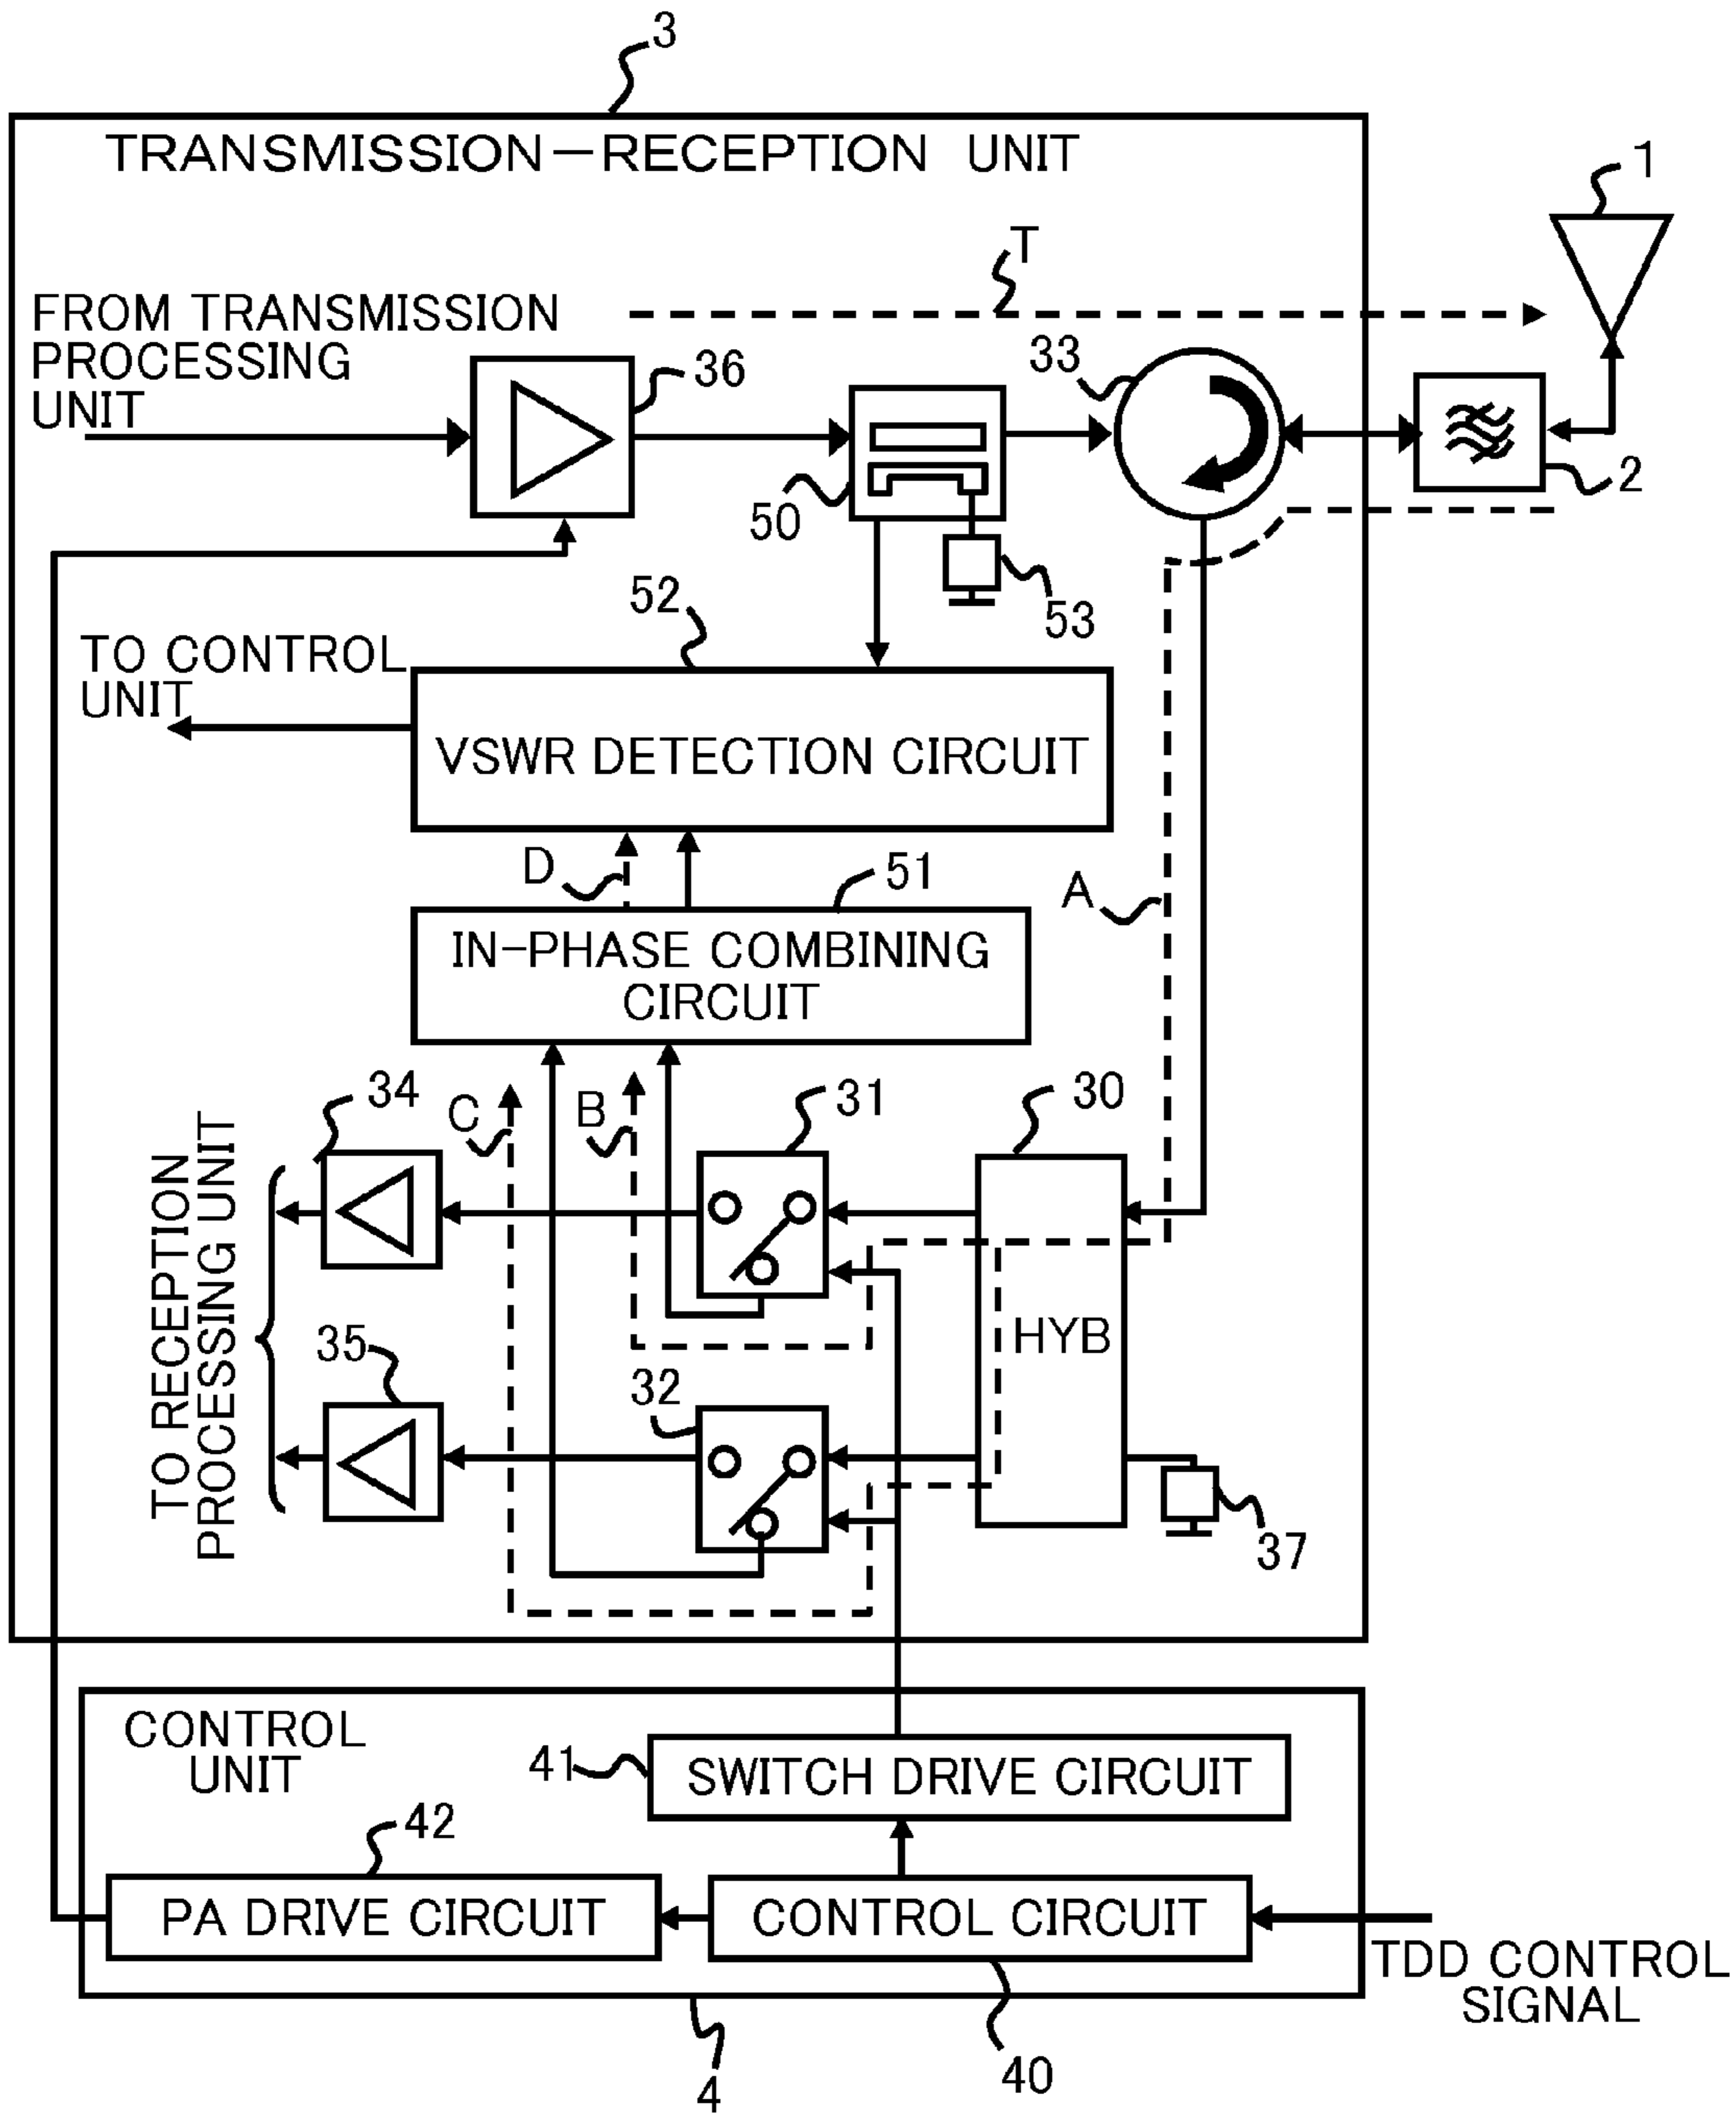 3
TRANSMISSION-RECEPTION UNIT
1
T
FROM TRANSMISSION
PROCESSING
UNIT
36
33
50
2
53
52
TO CONTROL
UNIT
VSWR DETECTION CIRCUIT
D
51
A
IN-PHASE COMBINING
CIRCUIT
34
C
B
31
30
TO RECEPTION
PROCESSING UNIT
HYB
35
32
37
CONTROL
UNIT
41
SWITCH DRIVE CIRCUIT
42
PA DRIVE CIRCUIT
CONTROL CIRCUIT
TDD CONTROL
SIGNAL
4
40